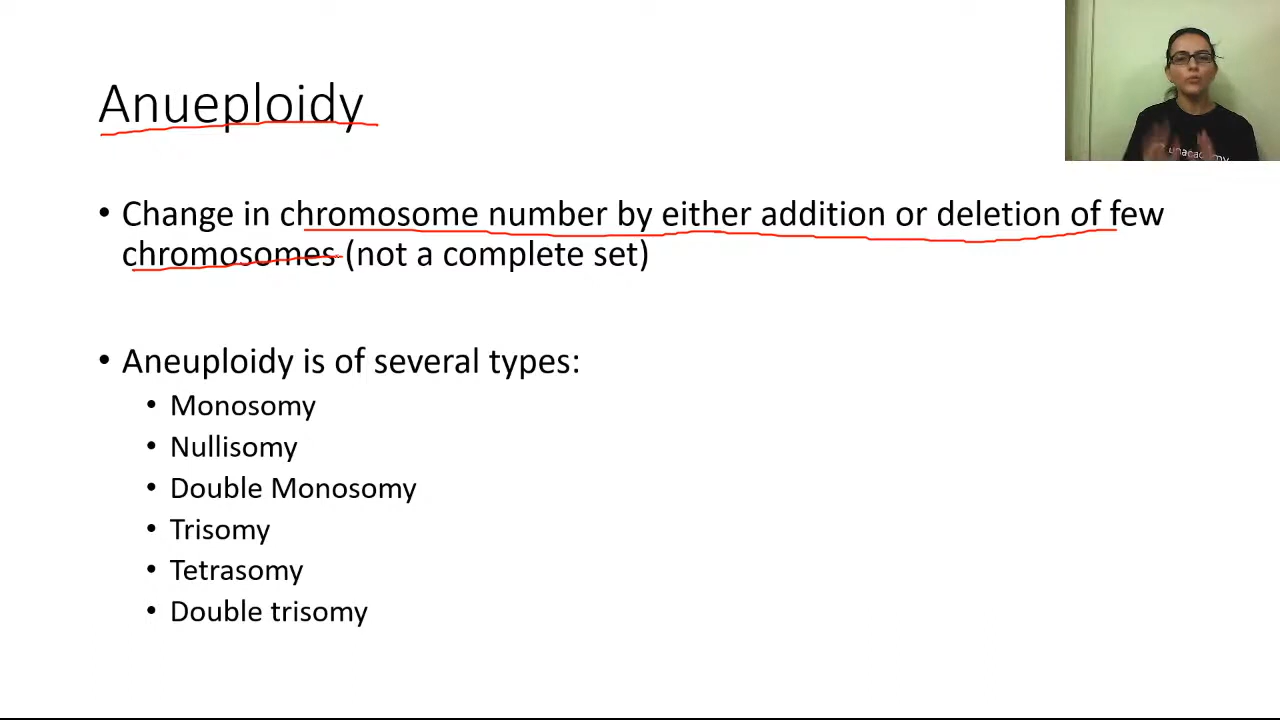 Anueploidy
• Change in chromosome number by either addition or deletion of few
chromosomes (not a complete set)
• Aneuploidy is of several types:
• Monosomy
• Nullisomy
• Double Monosomy
• Trisomy
• Tetrasomy
• Double trisomy
unacademy